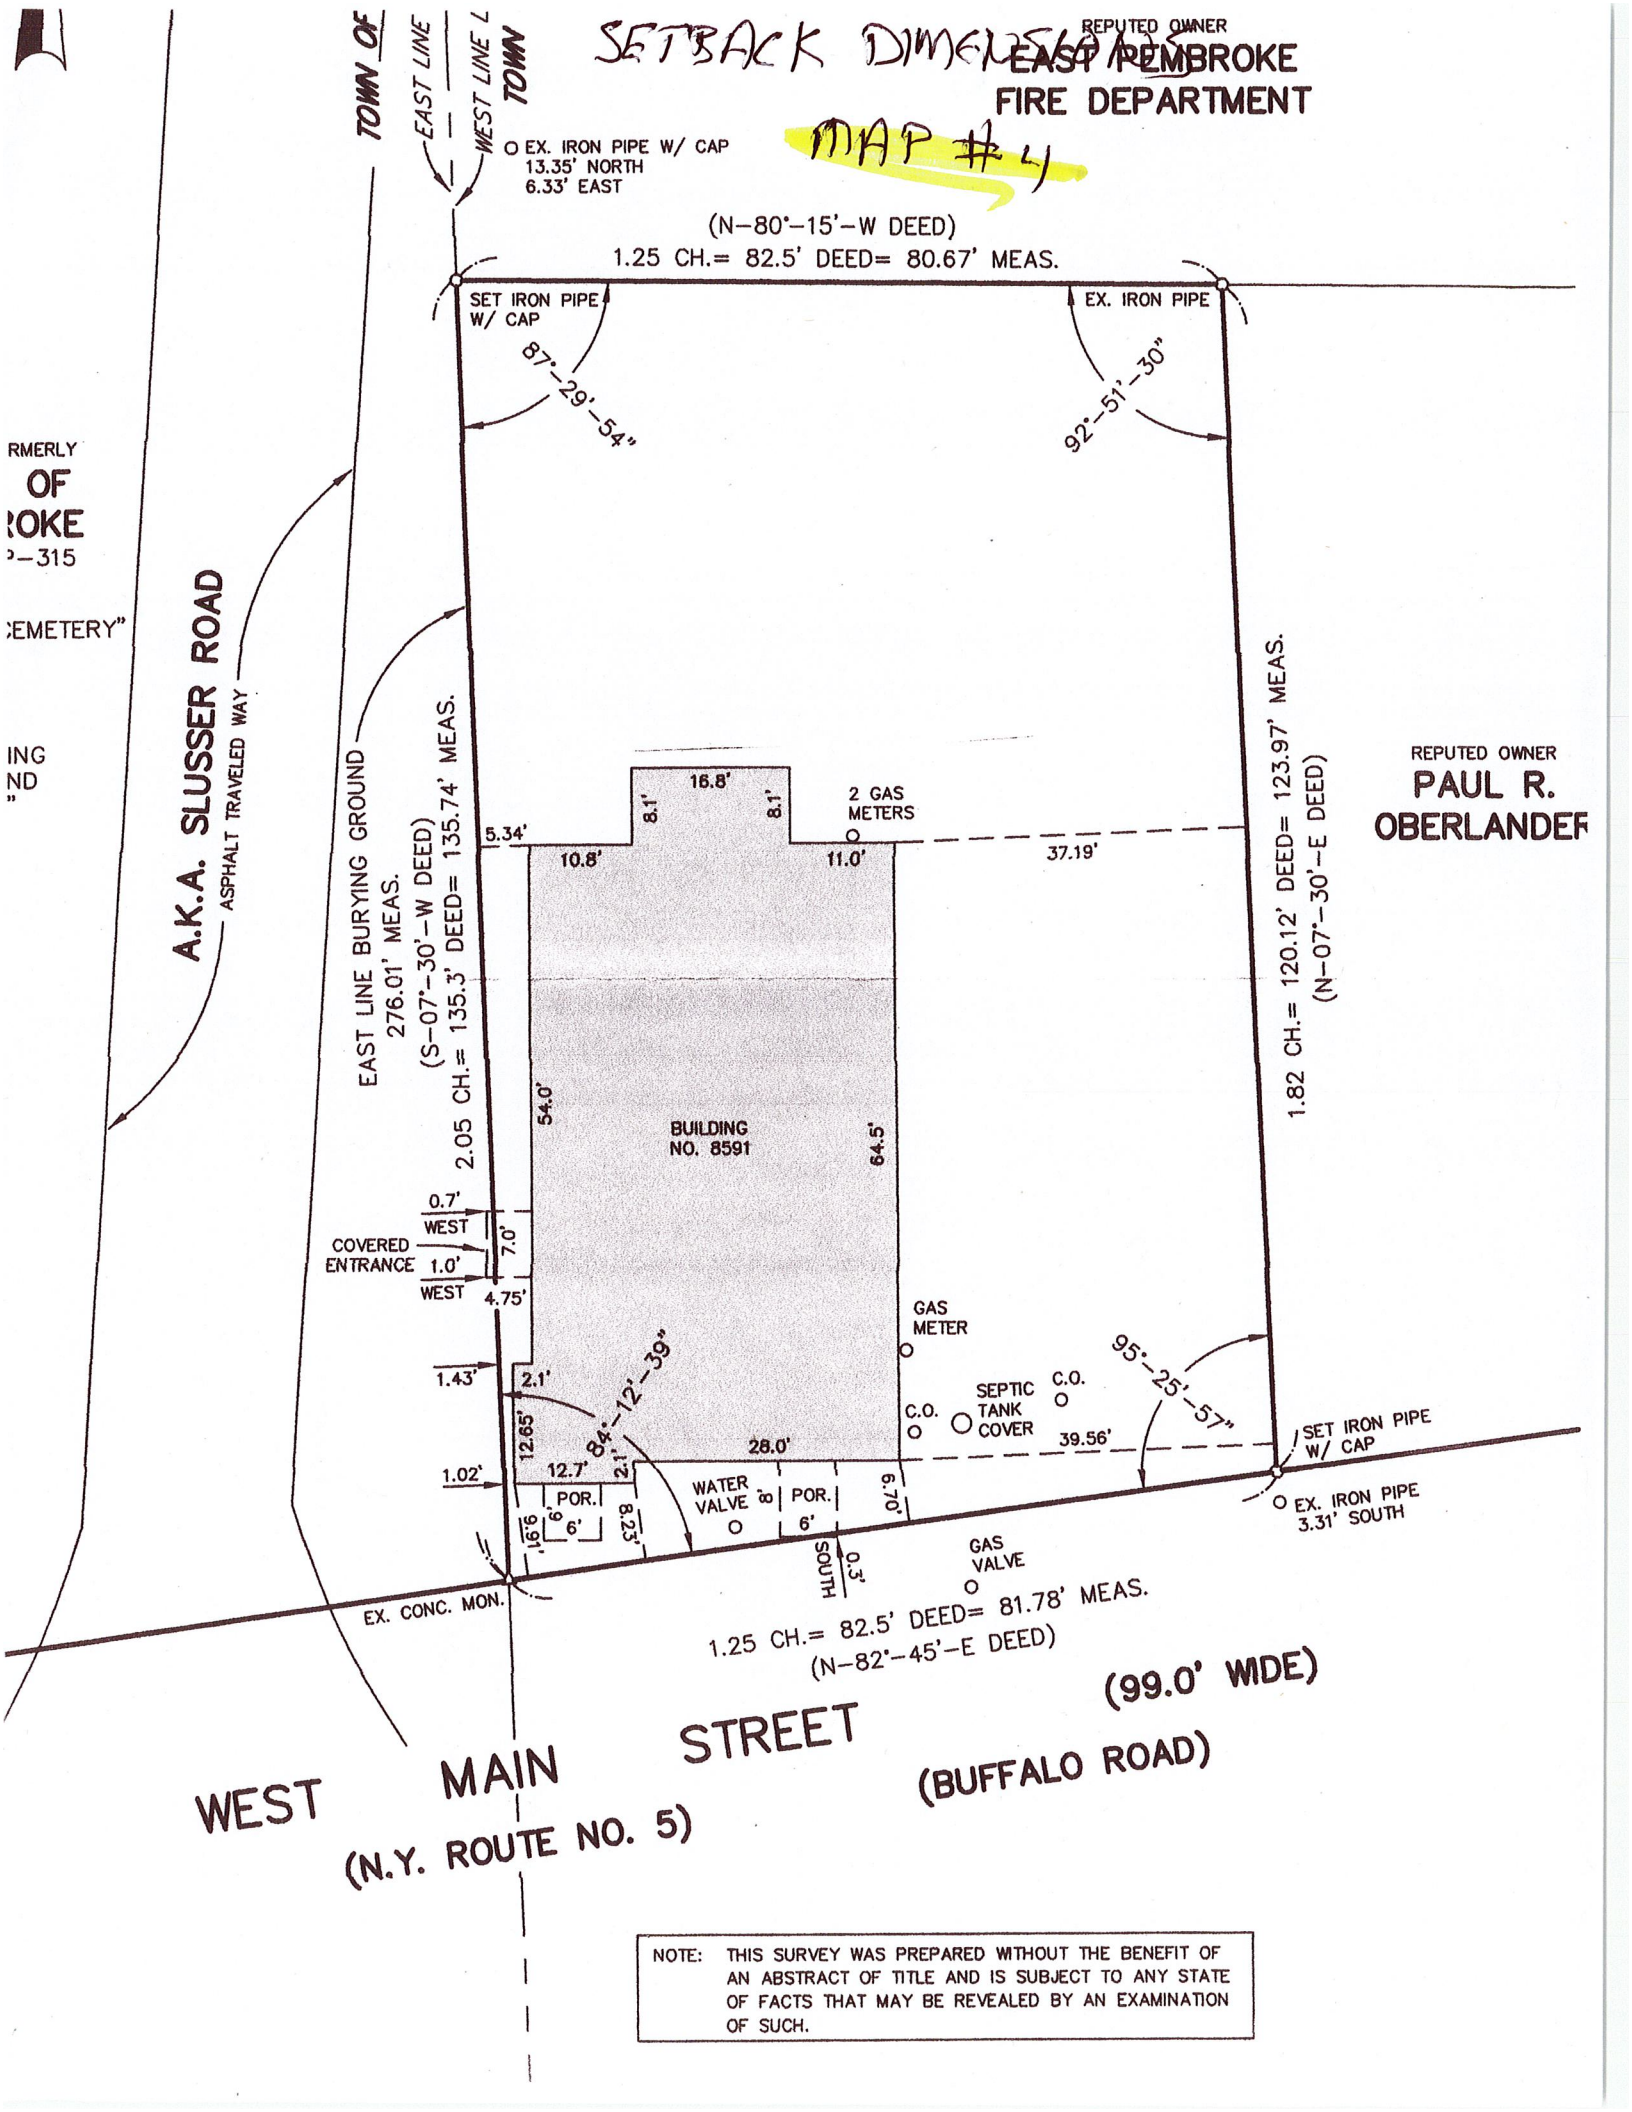 SETBACK DIMENSIONS
MAP #4
REPUTED OWNER
EAST PEMBROKE
FIRE DEPARTMENT
TOWN OF
EAST LINE
WEST LINE L
TOWN
EX. IRON PIPE W/ CAP
13.35' NORTH
6.33' EAST
(N-80°-15'-W DEED)
1.25 CH.= 82.5' DEED= 80.67' MEAS.
SET IRON PIPE
W/ CAP
EX. IRON PIPE
87°-29'-54"
92°-51'-30"
RMERLY
OF
ROKE
P-315
CEMETERY"
ING
ND
"
A.K.A. SLUSSER ROAD
ASPHALT TRAVELED WAY
EAST LINE BURYING GROUND
276.01' MEAS.
(S-07°-30'-W DEED)
2.05 CH.= 135.3' DEED= 135.74' MEAS.
1.82 CH.= 120.12' DEED= 123.97' MEAS.
(N-07°-30'-E DEED)
REPUTED OWNER
PAUL R.
OBERLANDER
16.8'
8.1'
8.1'
2 GAS
METERS
5.34'
10.8'
11.0'
37.19'
54.0'
BUILDING
NO. 8591
64.5'
0.7'
WEST
7.0'
COVERED
ENTRANCE
1.0'
WEST
4.75'
GAS
METER
1.43'
2.1'
84°-12'-39"
95°-25'-57"
C.O.
SEPTIC
TANK
COVER
C.O.
12.65'
12.7'
2.1'
28.0'
39.56'
1.02'
SET IRON PIPE
W/ CAP
EX. IRON PIPE
3.31' SOUTH
9.91'
POR.
6'
6'
8.23'
WATER
VALVE
8'
POR.
6'
6.70'
SOUTH
0.3'
GAS
VALVE
EX. CONC. MON.
1.25 CH.= 82.5' DEED= 81.78' MEAS.
(N-82°-45'-E DEED)
(99.0' WIDE)
WEST MAIN STREET
(N.Y. ROUTE NO. 5)
(BUFFALO ROAD)
NOTE: THIS SURVEY WAS PREPARED WITHOUT THE BENEFIT OF
AN ABSTRACT OF TITLE AND IS SUBJECT TO ANY STATE
OF FACTS THAT MAY BE REVEALED BY AN EXAMINATION
OF SUCH.